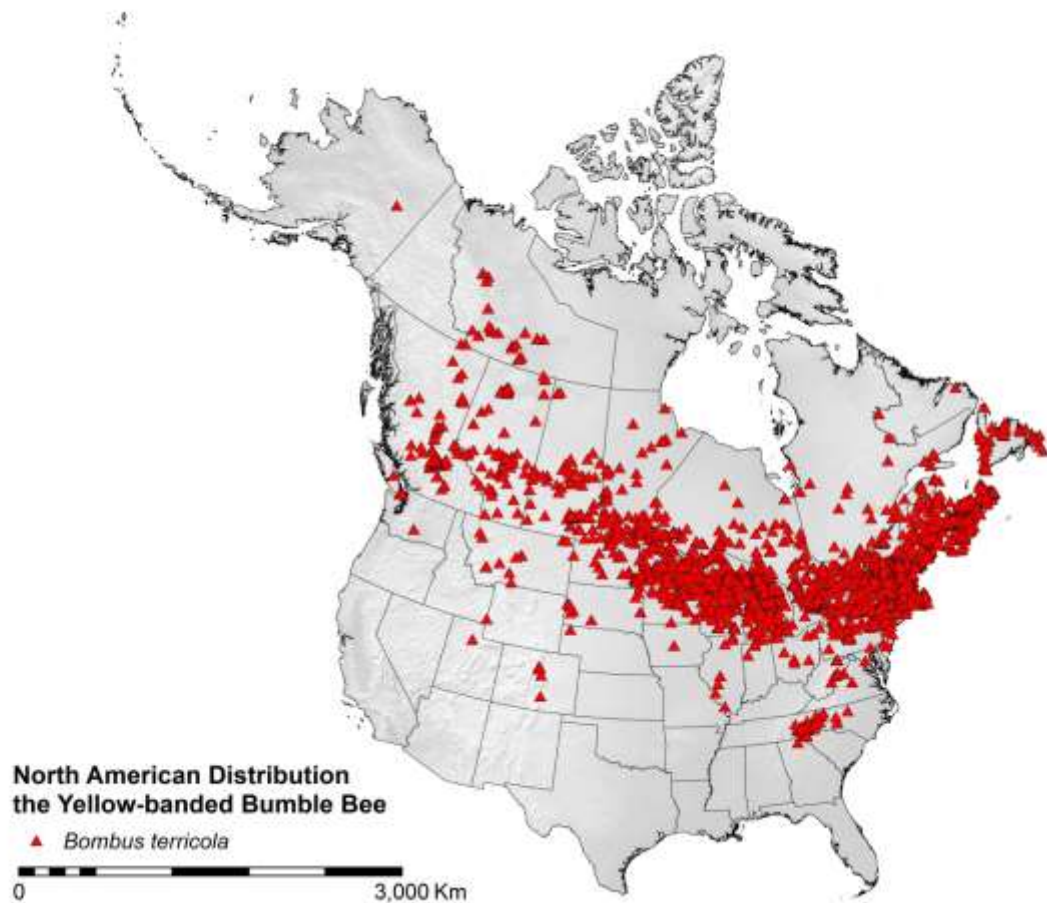 North American Distribution
the Yellow-banded Bumble Bee
Bombus terricola
0 3,000 Km